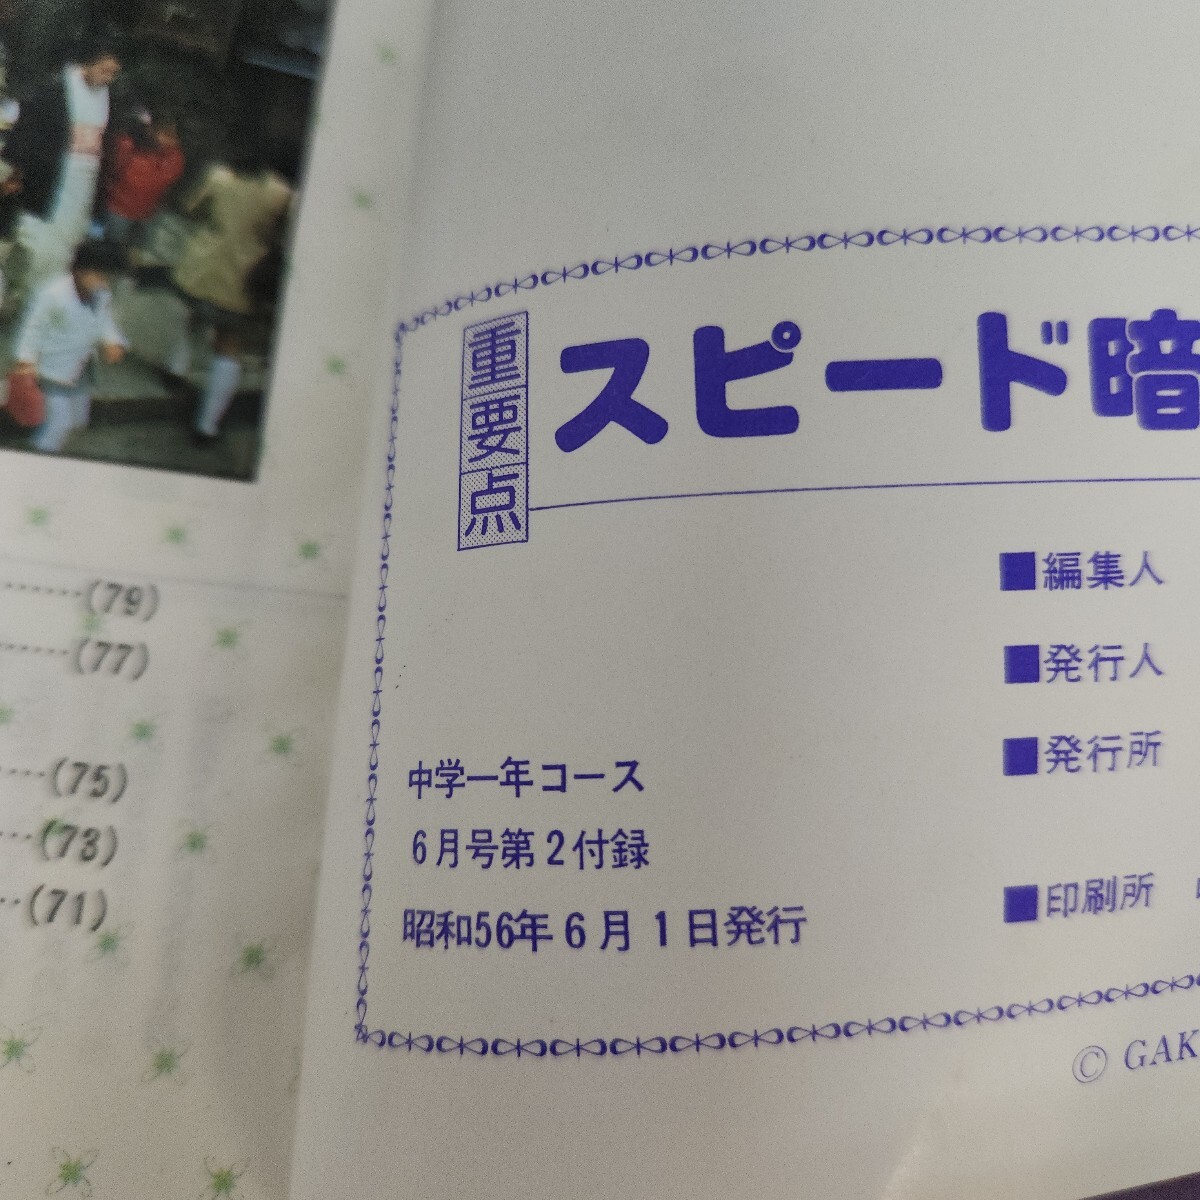 ……(79)
……(77)
…(75)
…(73)
…(71)
重要点
スピード暗
■編集人
■発行人
■発行所
■印刷所
中学一年コース
6月号第2付録
昭和56年6月1日発行
© GAK